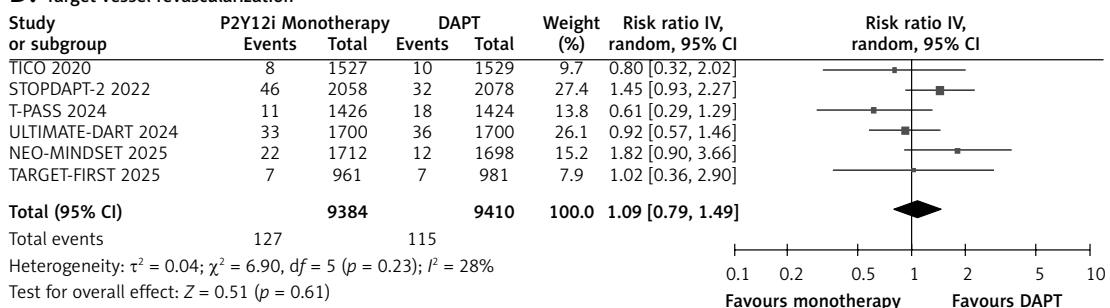 Target vessel revascularization
Study P2Y12i Monotherapy DAPT Weight Risk ratio IV, Risk ratio IV,
or subgroup Events Total Events Total (%) random, 95% CI random, 95% CI
TICO 2020 8 1527 10 1529 9.7 0.80 [0.32, 2.02]
STOPDAPT-2 2022 46 2058 32 2078 27.4 1.45 [0.93, 2.27]
T-PASS 2024 11 1426 18 1424 13.8 0.61 [0.29, 1.29]
ULTIMATE-DART 2024 33 1700 36 1700 26.1 0.92 [0.57, 1.46]
NEO-MINDSET 2025 22 1712 12 1698 15.2 1.82 [0.90, 3.66]
TARGET-FIRST 2025 7 961 7 981 7.9 1.02 [0.36, 2.90]
Total (95% CI) 9384 9410 100.0 1.09 [0.79, 1.49]
Total events 127 115
Heterogeneity: τ² = 0.04; χ² = 6.90, df = 5 (p = 0.23); I² = 28%
Test for overall effect: Z = 0.51 (p = 0.61)
0.1 0.2 0.5 1 2 5 10
Favours monotherapy Favours DAPT